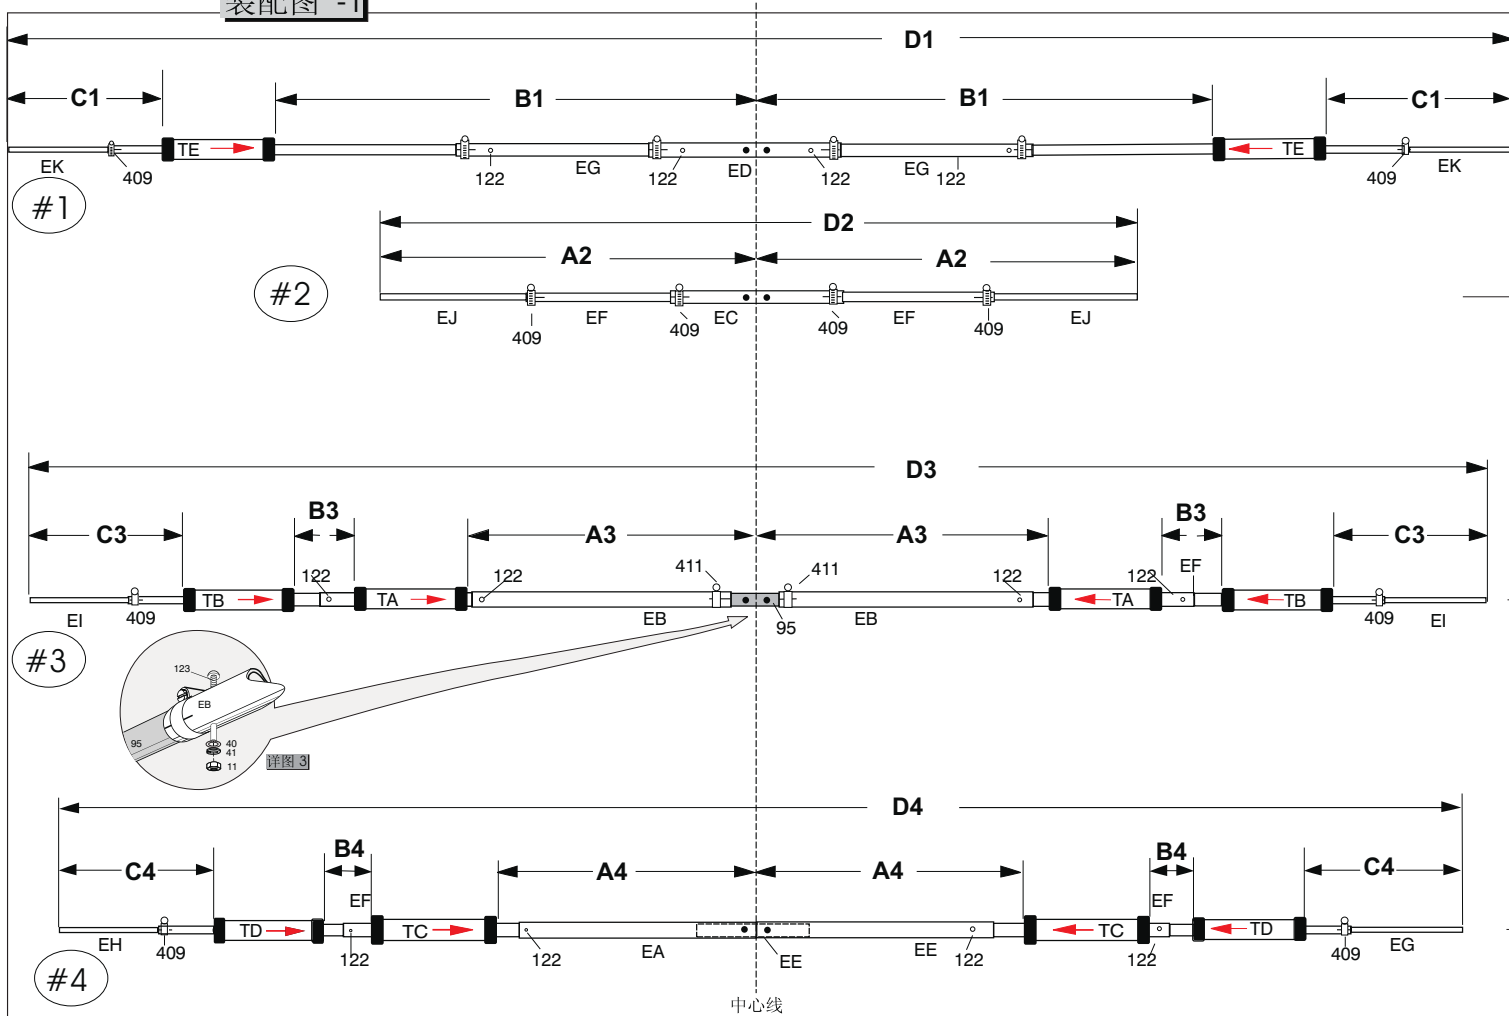 装配图 -1
D1
C1 B1 B1 C1
TE TE
EK 409 122 EG 122 ED 122 EG 122 409 EK
#1
D2
A2 A2
#2
EJ 409 EF 409 EC 409 EF 409 EJ
D3
C3 B3 A3 A3 B3 C3
122 122 411 411 122 EF
TB TA TA TB
EI 409 EB 95 EB 409 EI
#3
123
EB
95
40
41
11
详图 3
D4
C4 B4 A4 A4 B4 C4
EF EF
TD TC TC TD
EH 409 122 122 EA EE EE 122 122 409 EG
#4
中心线